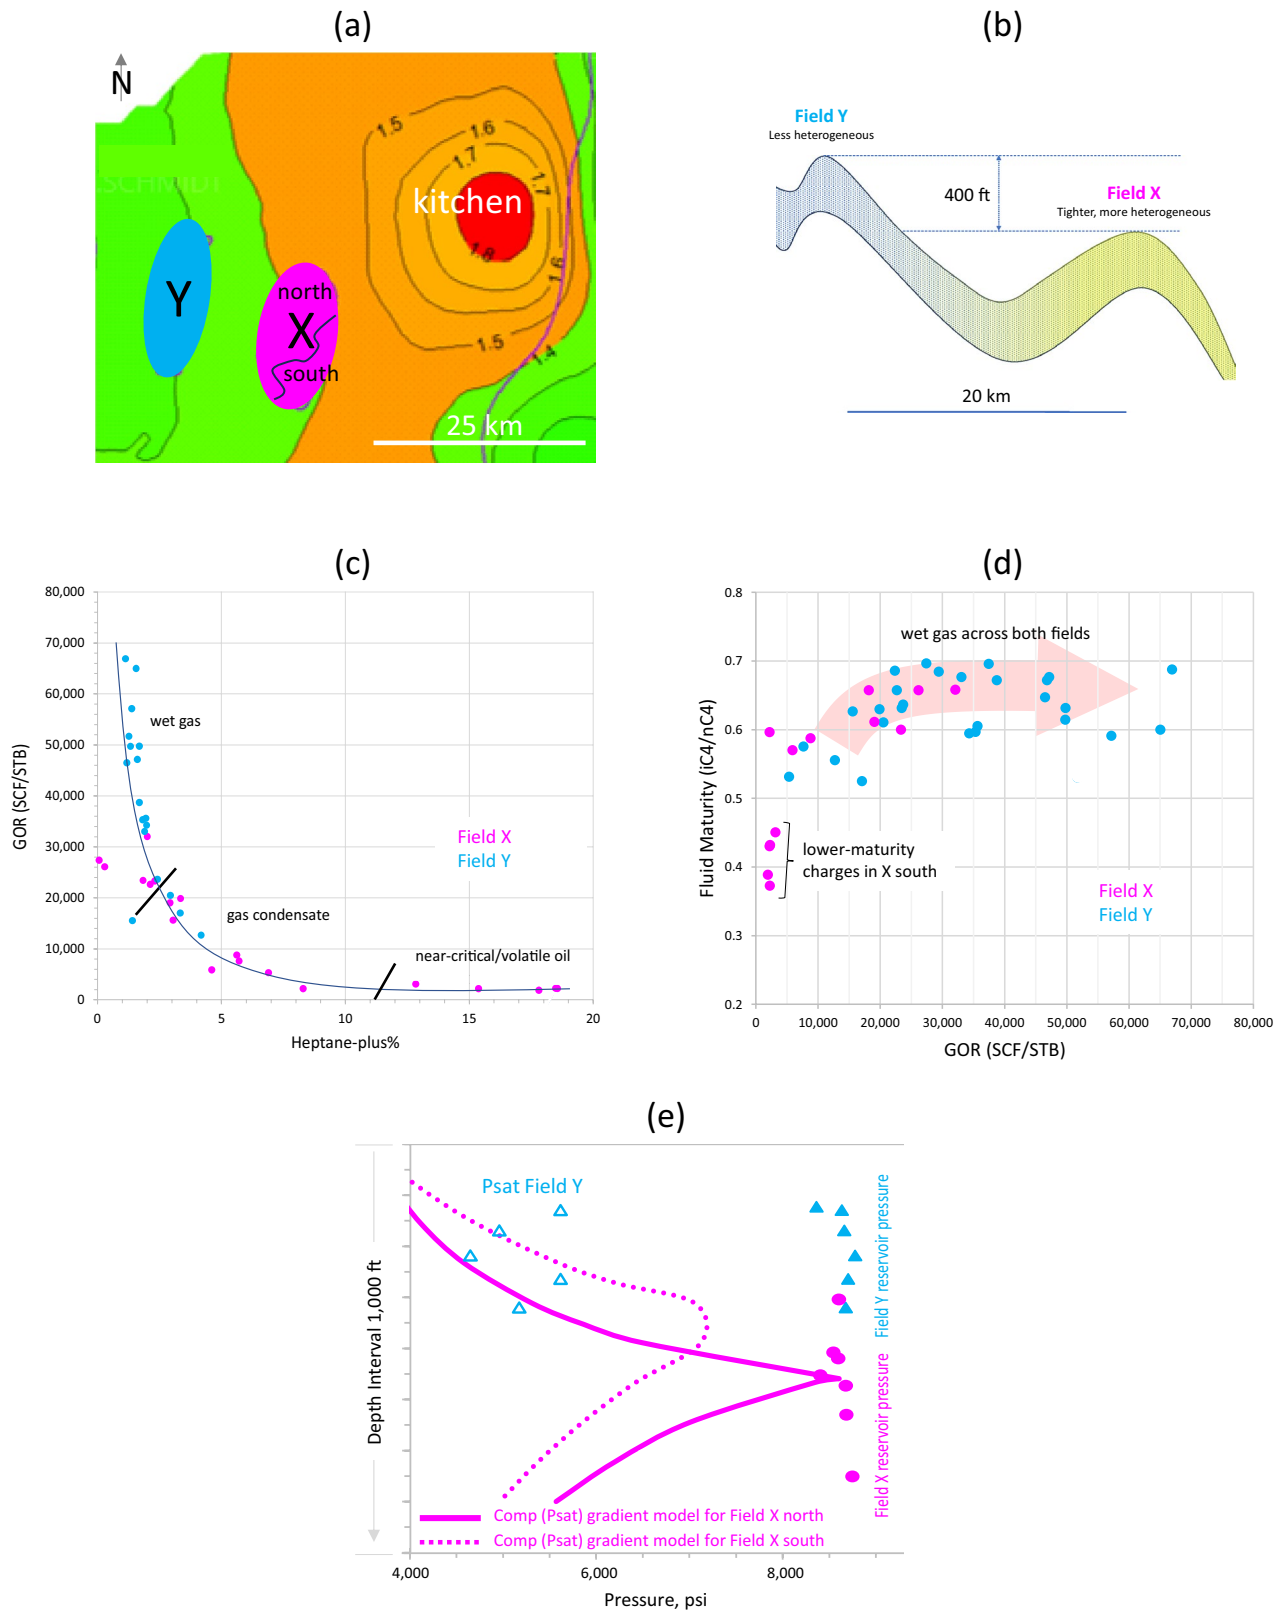 (a)
N
SCHMIDT
kitchen
1.5
1.6
1.7
1.7
1.8
1.6
1.5
1.4
Y
north
X
south
25 km
(b)
Field Y
Less heterogeneous
400 ft
Field X
Tighter, more heterogeneous
20 km
(c)
80,000
70,000
60,000
50,000
40,000
30,000
20,000
10,000
0
GOR (SCF/STB)
wet gas
Field X
Field Y
gas condensate
near-critical/volatile oil
0 5 10 15 20
Heptane-plus%
(d)
0.8
0.7
0.6
0.5
0.4
0.3
0.2
Fluid Maturity (iC4/nC4)
wet gas across both fields
lower-maturity
charges in X south
Field X
Field Y
0 10,000 20,000 30,000 40,000 50,000 60,000 70,000 80,000
GOR (SCF/STB)
(e)
Depth Interval 1,000 ft
Psat Field Y
Field Y reservoir pressure
Field X reservoir pressure
Comp (Psat) gradient model for Field X north
Comp (Psat) gradient model for Field X south
4,000 6,000 8,000
Pressure, psi